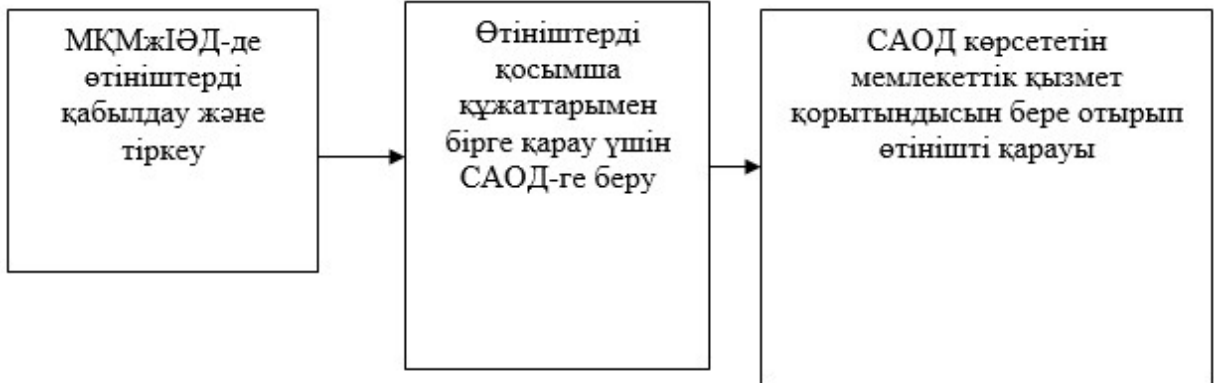 МҚМжІӘД-де
өтініштерді
қабылдау және
тіркеу
Өтініштерді
қосымша
құжаттарымен
бірге қарау үшін
САОД-ге беру
САОД көрсететін
мемлекеттік қызмет
қорытындысын бере отырып
өтінішті қарауы